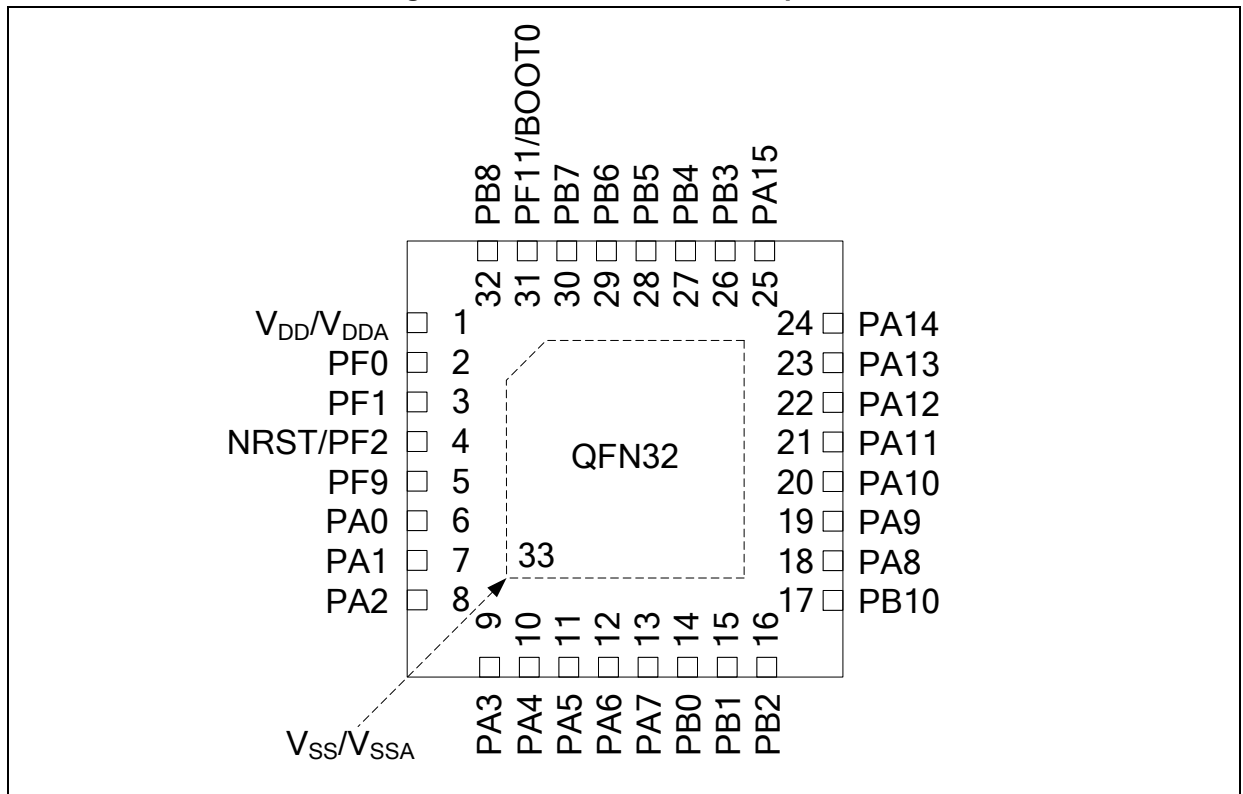 PB8
PF11/BOOT0
PB7
PB6
PB5
PB4
PB3
PA15
32
31
30
29
28
27
26
25
VDD/VDDA 1
PF0 2
PF1 3
NRST/PF2 4
PF9 5
PA0 6
PA1 7
PA2 8
24 PA14
23 PA13
22 PA12
21 PA11
20 PA10
19 PA9
18 PA8
17 PB10
QFN32
33
9
10
11
12
13
14
15
16
PA3
PA4
PA5
PA6
PA7
PB0
PB1
PB2
VSS/VSSA